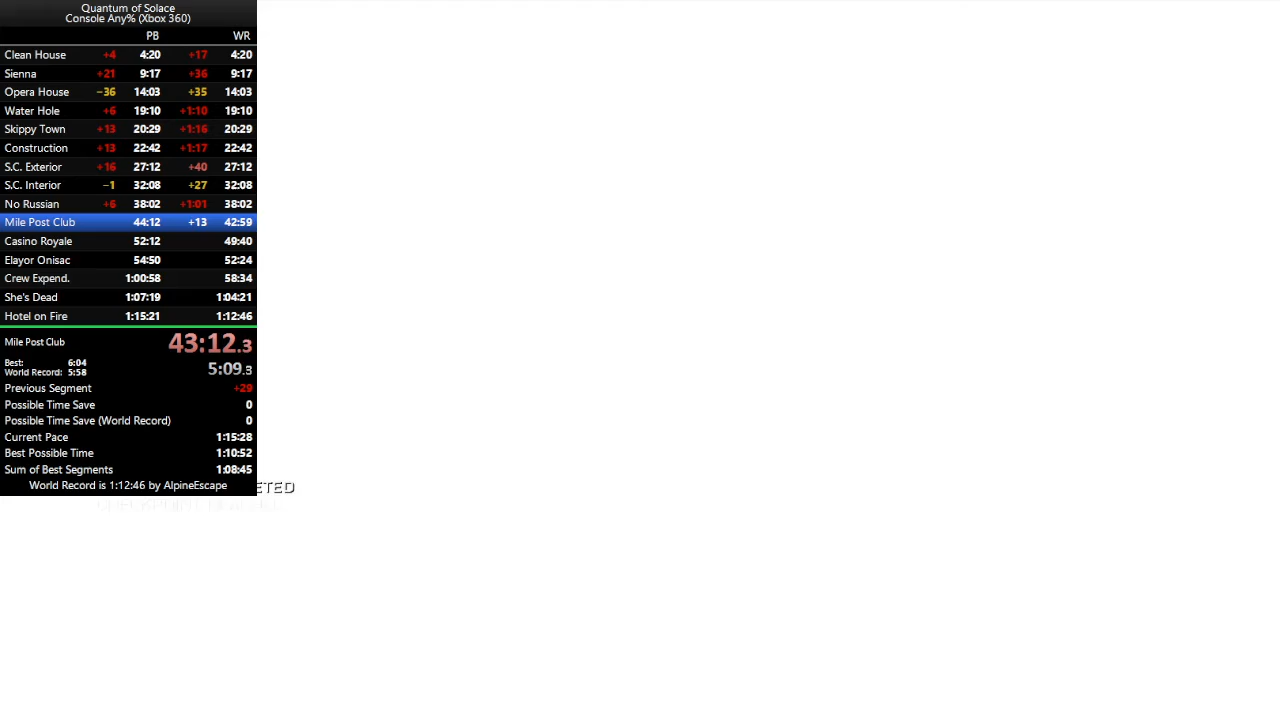 Quantum of Solace
Console Any% (Xbox 360)
PB WR
Clean House +4 4:20 +17 4:20
Sienna +21 9:17 +36 9:17
Opera House −36 14:03 +35 14:03
Water Hole +6 19:10 +1:10 19:10
Skippy Town +13 20:29 +1:16 20:29
Construction +13 22:42 +1:17 22:42
S.C. Exterior +16 27:12 +40 27:12
S.C. Interior −1 32:08 +27 32:08
No Russian +6 38:02 +1:01 38:02
Mile Post Club 44:12 +13 42:59
Casino Royale 52:12 49:40
Elayor Onisac 54:50 52:24
Crew Expend. 1:00:58 58:34
She's Dead 1:07:19 1:04:21
Hotel on Fire 1:15:21 1:12:46
Mile Post Club 43:12.3
Best: 6:04
World Record: 5:58 5:09.3
Previous Segment +29
Possible Time Save 0
Possible Time Save (World Record) 0
Current Pace 1:15:28
Best Possible Time 1:10:52
Sum of Best Segments 1:08:45
World Record is 1:12:46 by AlpineEscape
ETED